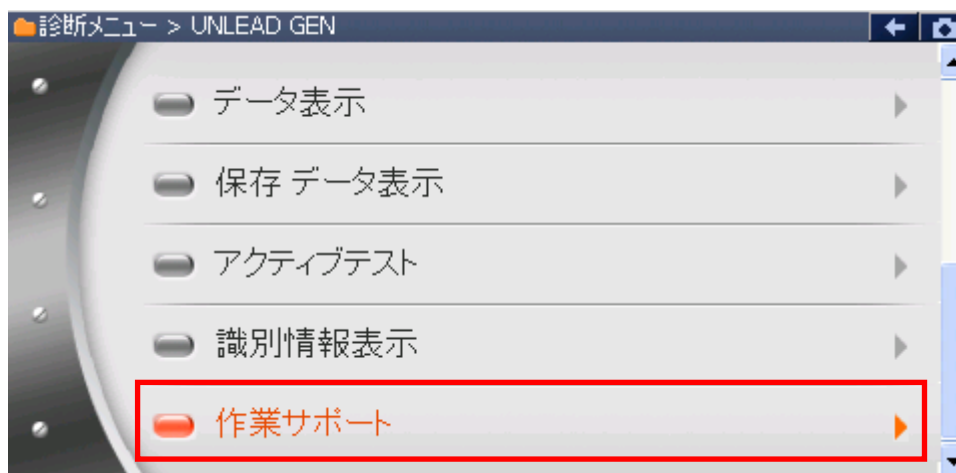 診断メニュー > UNLEAD GEN
データ表示
保存 データ表示
アクティブテスト
識別情報表示
作業サポート